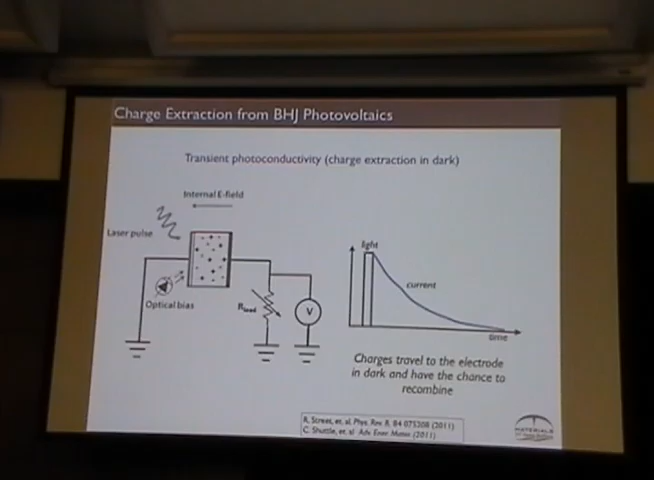 Charge Extraction from BHJ Photovoltaics
Transient photoconductivity (charge extraction in dark)
Internal E-field
Laser pulse
Optical bias
Rload
V
light
current
time
Charges travel to the electrode
in dark and have the chance to
recombine
R. Street, et. al. Phys. Rev B. 84 075208 (2011)
C. Shuttle, et. al Adv Ener Mater (2011)
MATERIALS